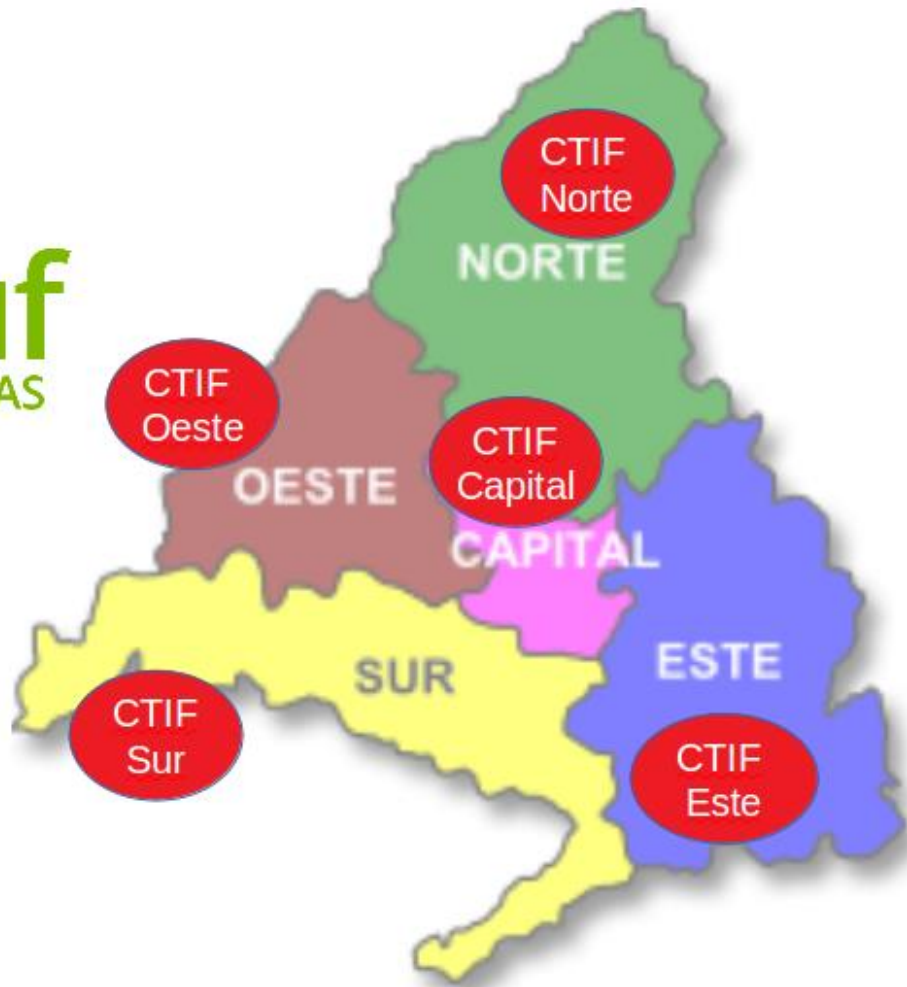 CTIF
Norte
NORTE
CTIF
Oeste
CTIF
Capital
OESTE
CAPITAL
SUR
ESTE
CTIF
Sur
CTIF
Este